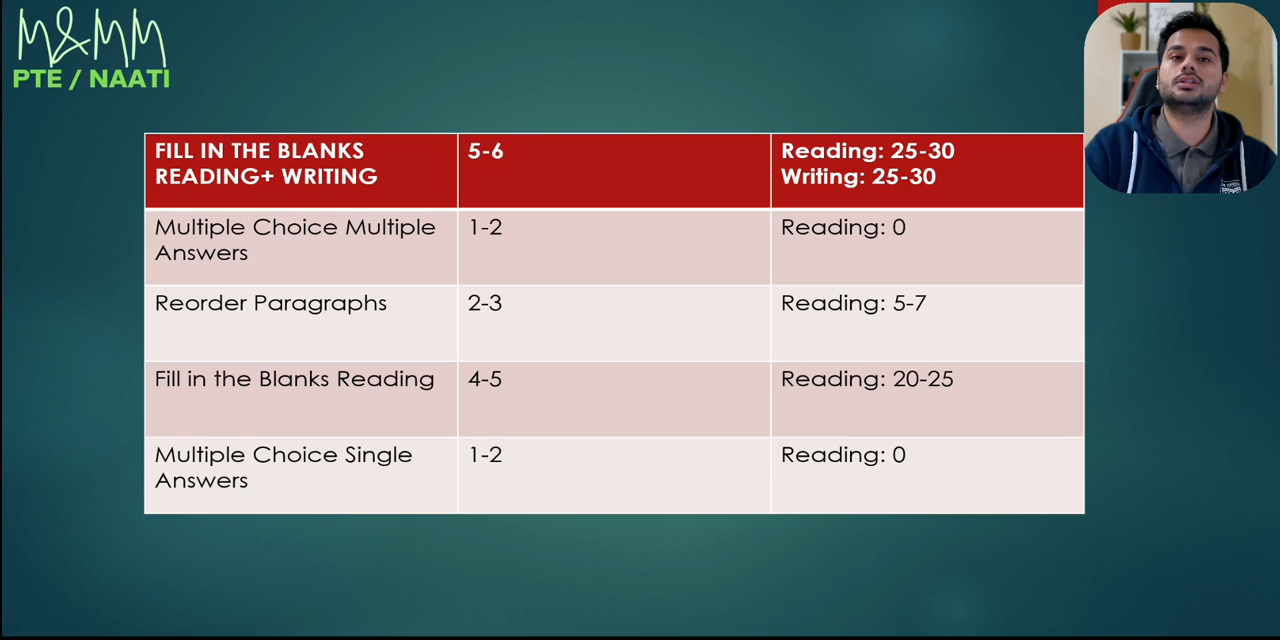 M&MM
PTE / NAATI
FILL IN THE BLANKS
READING+ WRITING
5-6
Reading: 25-30
Writing: 25-30
Multiple Choice Multiple
Answers
1-2
Reading: 0
Reorder Paragraphs
2-3
Reading: 5-7
Fill in the Blanks Reading
4-5
Reading: 20-25
Multiple Choice Single
Answers
1-2
Reading: 0